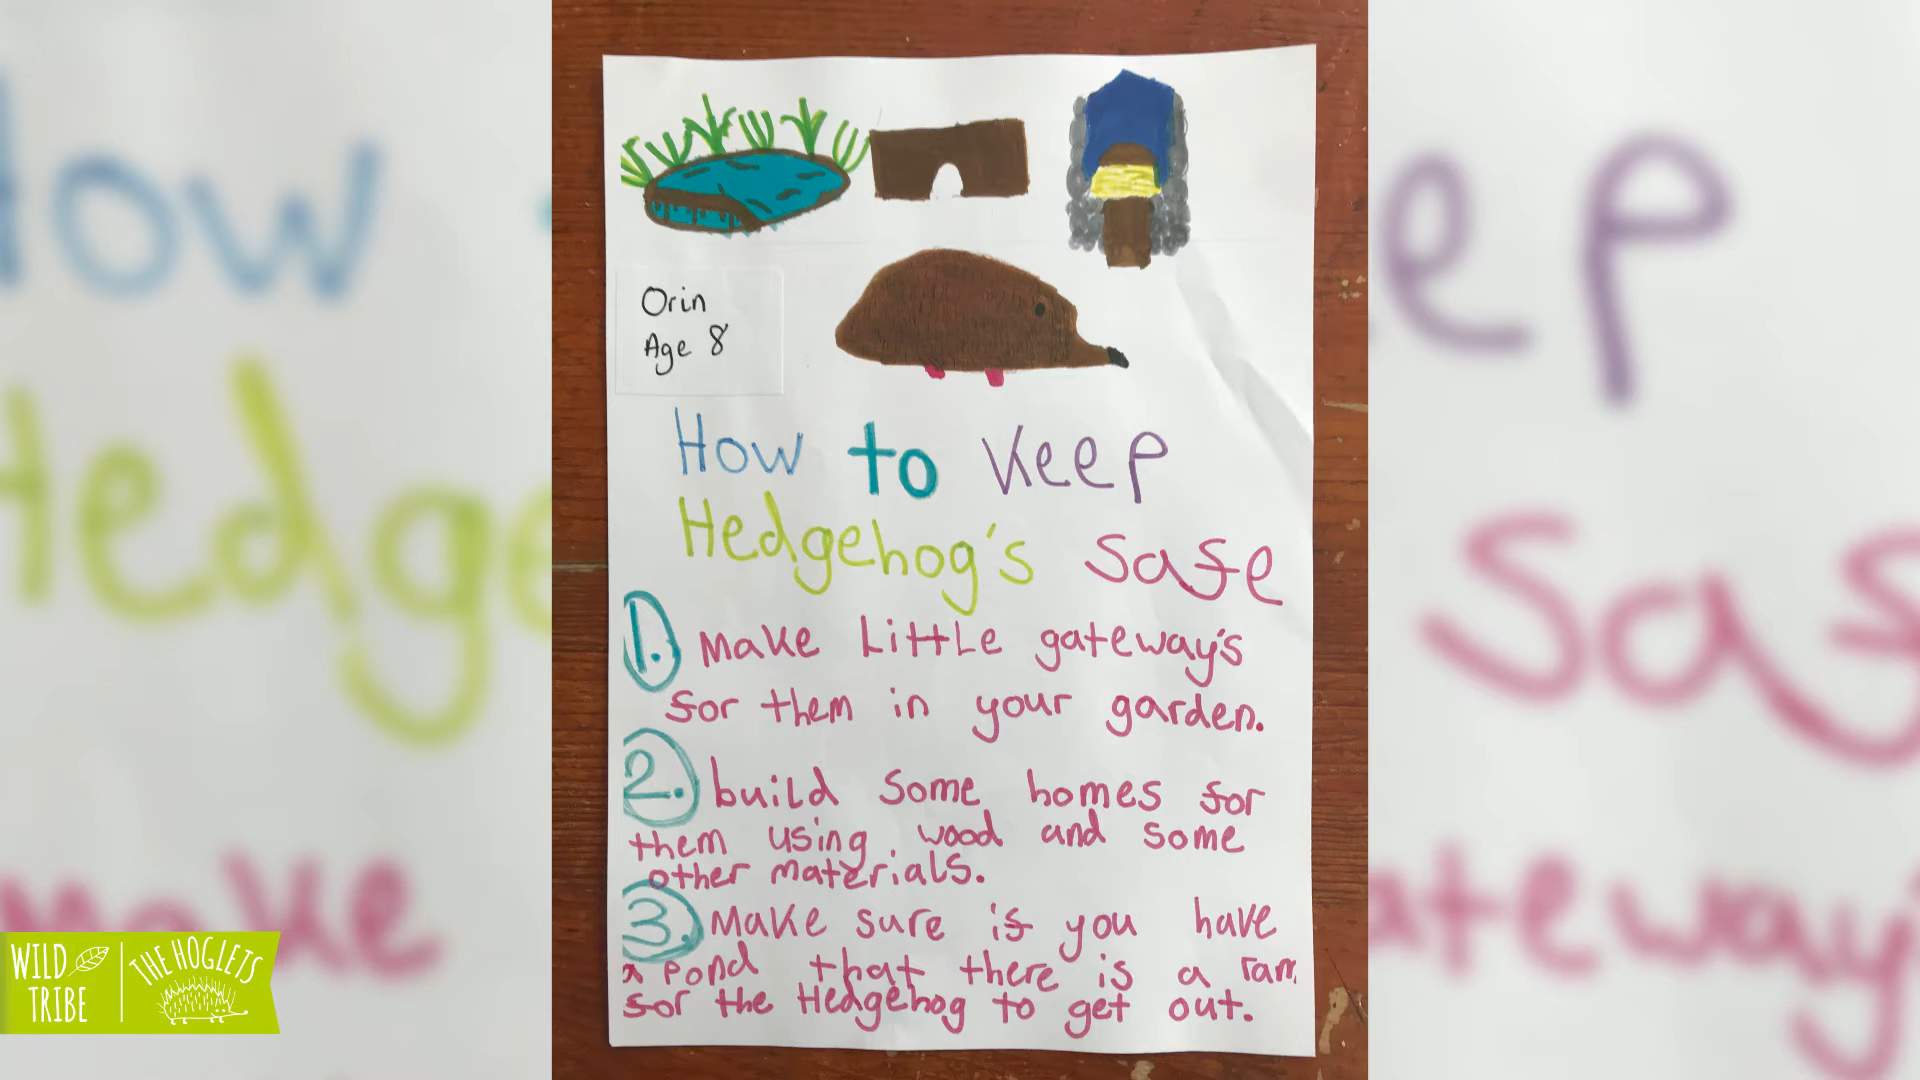 Orin
Age 8
How to Keep
Hedgehog's safe
1. Make Little gateway's
for them in your garden.
2. build some homes for
them using wood and some
other materials.
3. Make sure if you have
a pond that there is a
for the Hedgehog to get out.
WILD
TRIBE
THE HOGLETS